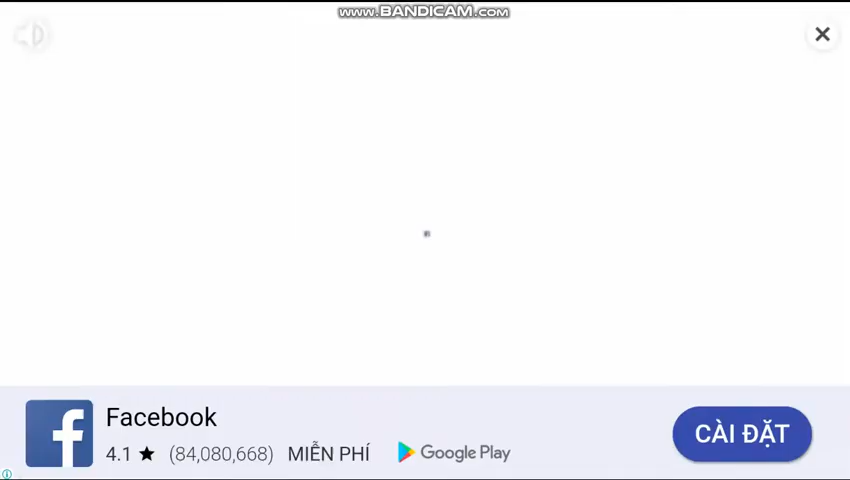 www.BANDICAM.com
Facebook
4.1 ★ (84,080,668) MIỄN PHÍ Google Play
CÀI ĐẶT